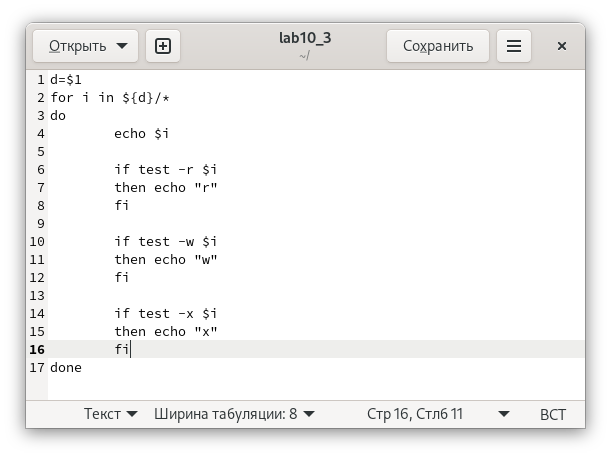 Открыть
lab10_3
~/
Сохранить
1 d=$1
2 for i in ${d}/*
3 do
4         echo $i
5
6         if test -r $i
7         then echo "r"
8         fi
9
10         if test -w $i
11         then echo "w"
12         fi
13
14         if test -x $i
15         then echo "x"
16         fi
17 done
Текст Ширина табуляции: 8 Стр 16, Стлб 11 ВСТ